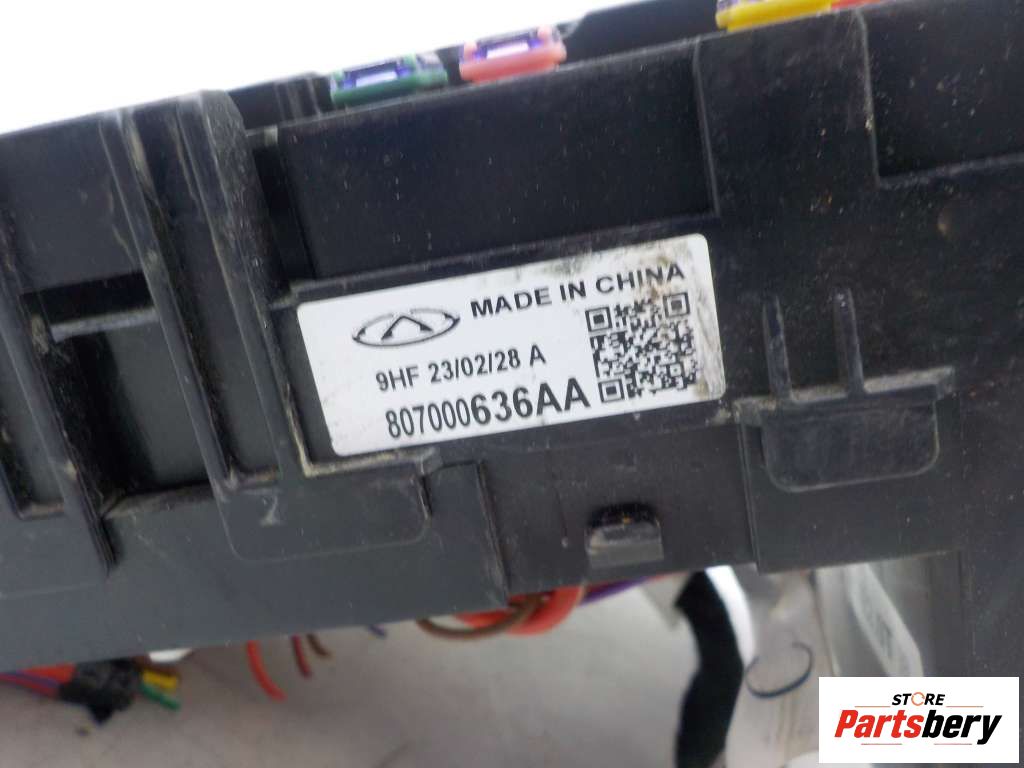 MADE IN CHINA
9HF 23/02/28 A
807000636AA
STORE
Partsbery